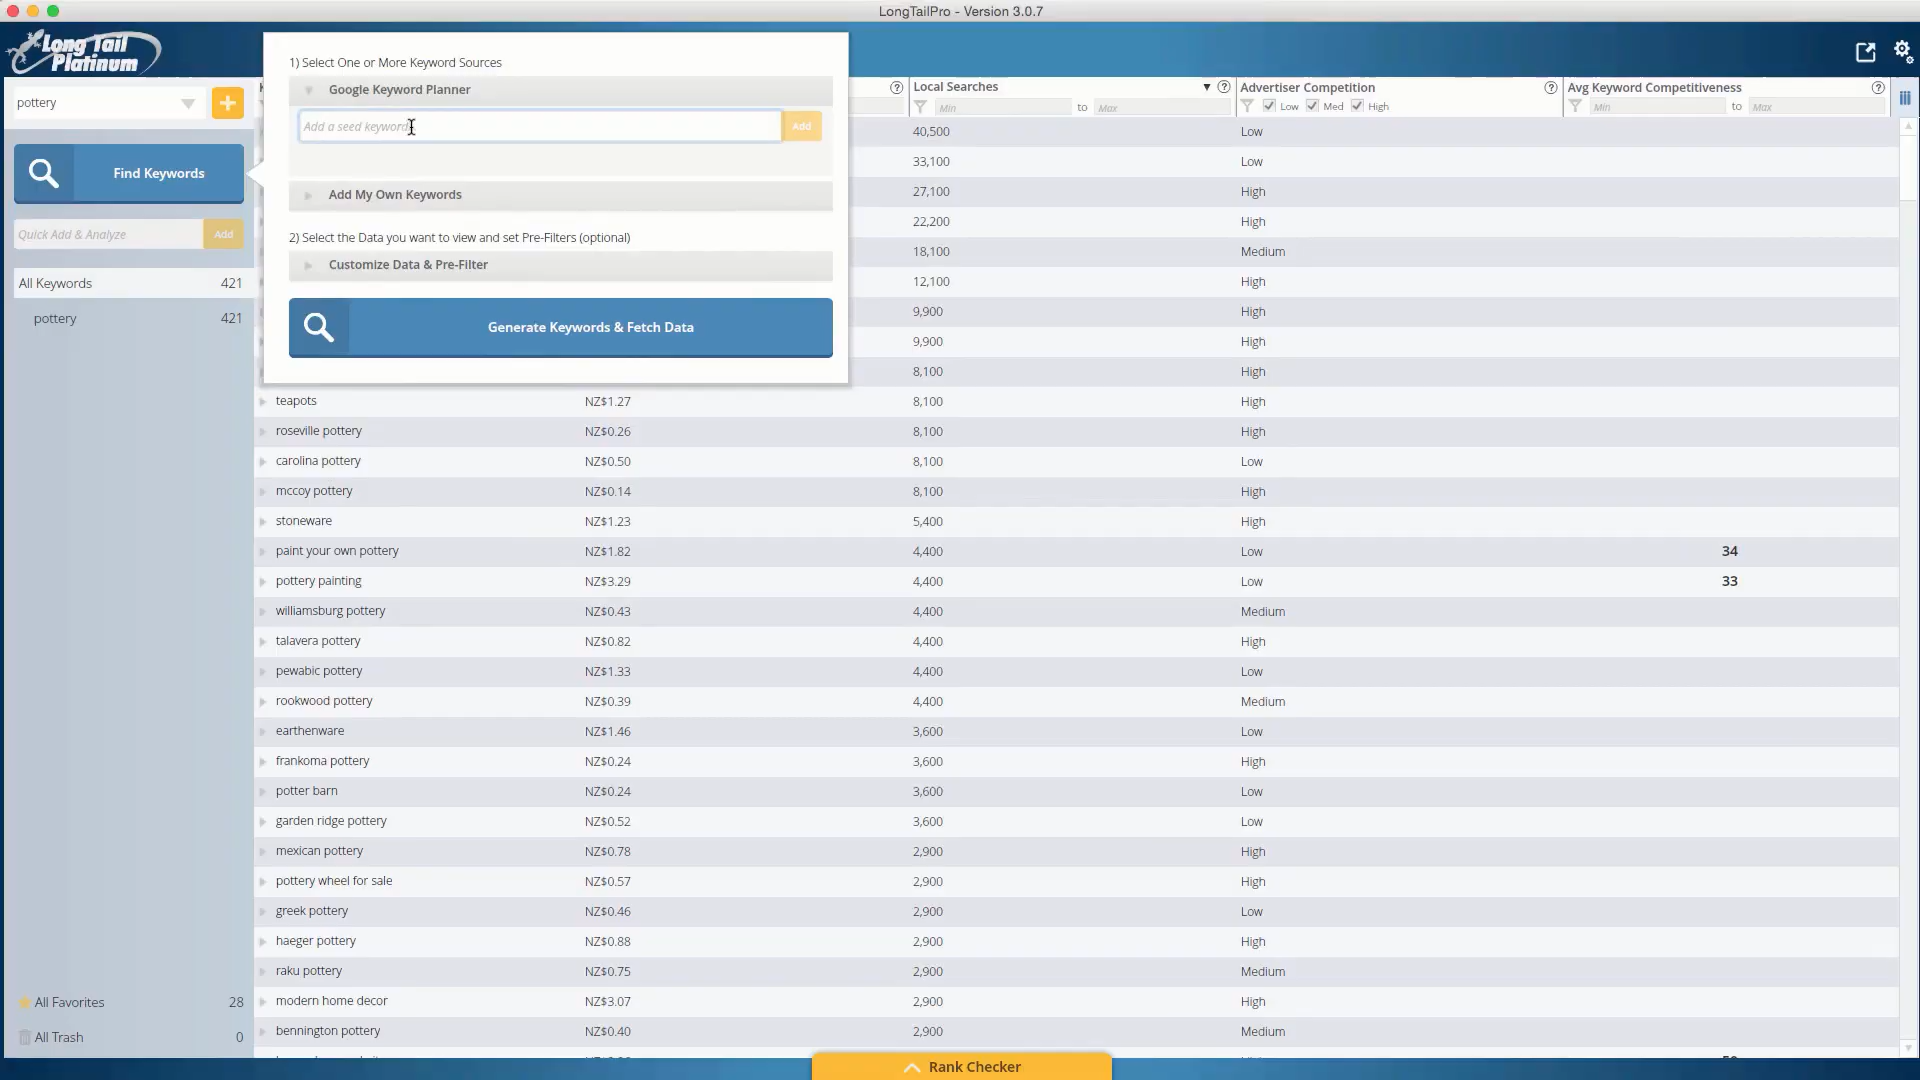 LongTailPro - Version 3.0.7
Long Tail
Platinum
pottery
Find Keywords
Quick Add & Analyze Add
All Keywords 421
pottery 421
All Favorites 28
All Trash 0
1) Select One or More Keyword Sources
Google Keyword Planner
Add a seed keyword Add
Add My Own Keywords
2) Select the Data you want to view and set Pre-Filters (optional)
Customize Data & Pre-Filter
Generate Keywords & Fetch Data
Local Searches Advertiser Competition Avg Keyword Competitiveness
Min to Max Low Med High Min to Max
40,500 Low
33,100 Low
27,100 High
22,200 High
18,100 Medium
12,100 High
9,900 High
9,900 High
8,100 High
teapots NZ$1.27 8,100 High
roseville pottery NZ$0.26 8,100 High
carolina pottery NZ$0.50 8,100 Low
mccoy pottery NZ$0.14 8,100 High
stoneware NZ$1.23 5,400 High
paint your own pottery NZ$1.82 4,400 Low 34
pottery painting NZ$3.29 4,400 Low 33
williamsburg pottery NZ$0.43 4,400 Medium
talavera pottery NZ$0.82 4,400 High
pewabic pottery NZ$1.33 4,400 Low
rookwood pottery NZ$0.39 4,400 Medium
earthenware NZ$1.46 3,600 Low
frankoma pottery NZ$0.24 3,600 High
potter barn NZ$0.24 3,600 Low
garden ridge pottery NZ$0.52 3,600 Low
mexican pottery NZ$0.78 2,900 High
pottery wheel for sale NZ$0.57 2,900 High
greek pottery NZ$0.46 2,900 Low
haeger pottery NZ$0.88 2,900 High
raku pottery NZ$0.75 2,900 Medium
modern home decor NZ$3.07 2,900 High
bennington pottery NZ$0.40 2,900 Medium
Rank Checker